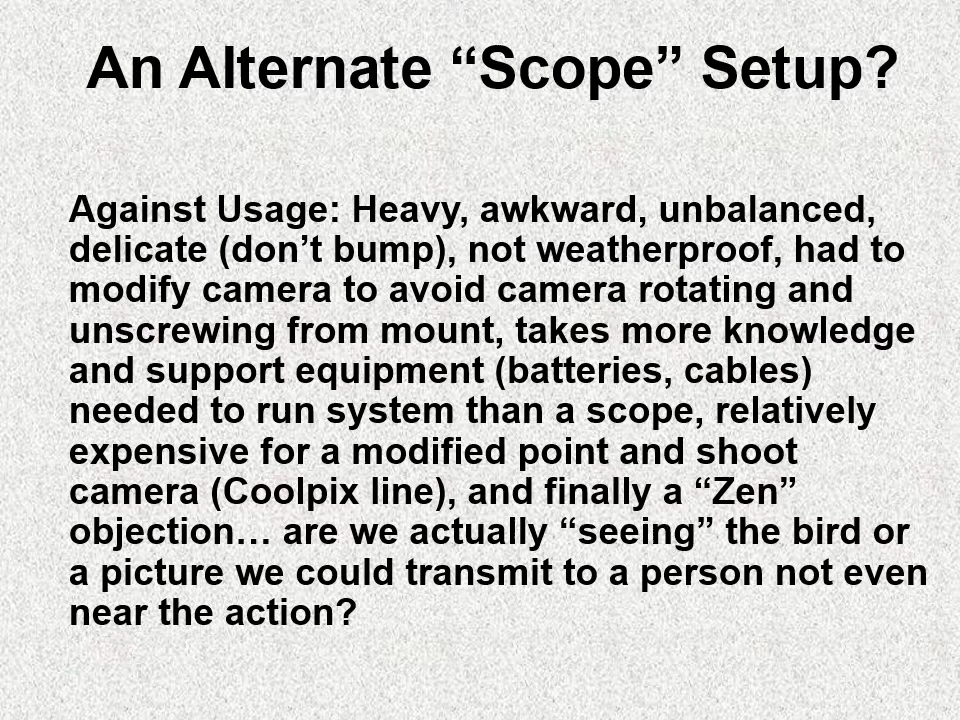 An Alternate “Scope” Setup?
Against Usage: Heavy, awkward, unbalanced,
delicate (don’t bump), not weatherproof, had to
modify camera to avoid camera rotating and
unscrewing from mount, takes more knowledge
and support equipment (batteries, cables)
needed to run system than a scope, relatively
expensive for a modified point and shoot
camera (Coolpix line), and finally a “Zen”
objection… are we actually “seeing” the bird or
a picture we could transmit to a person not even
near the action?